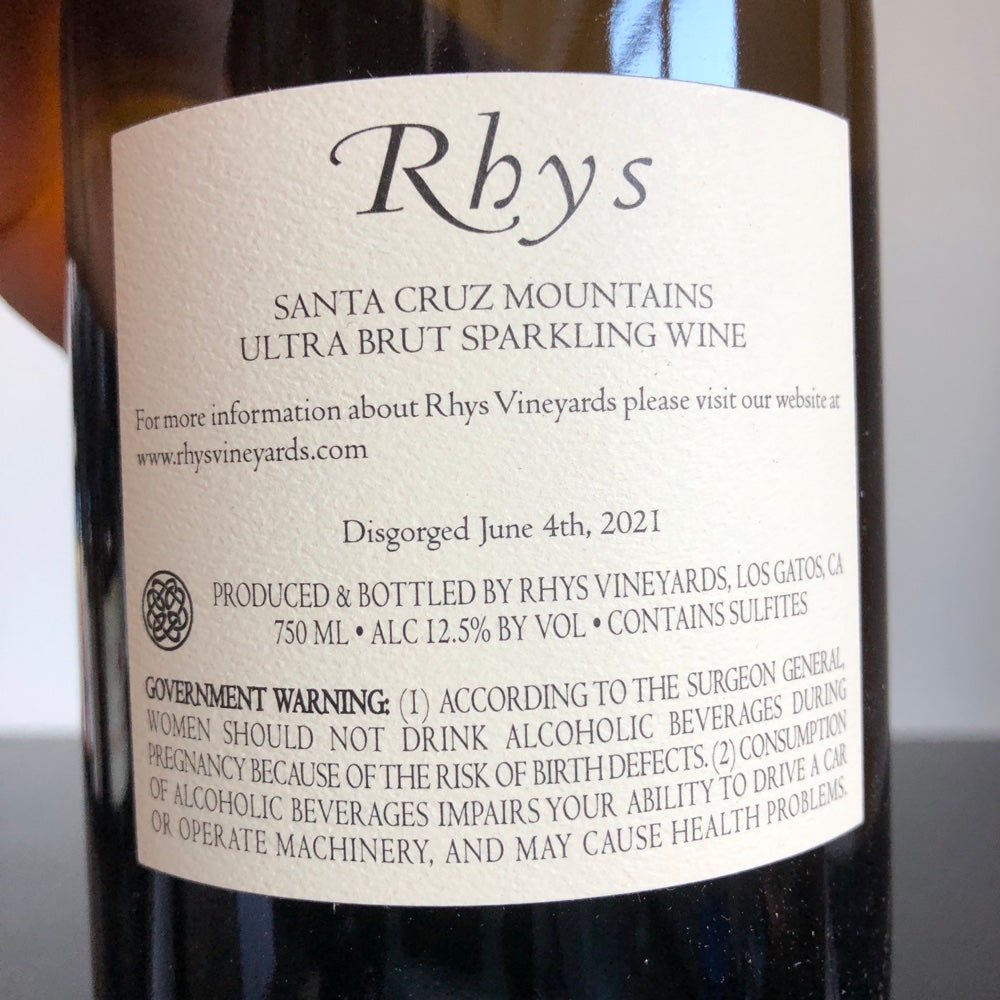 Rhys
SANTA CRUZ MOUNTAINS
ULTRA BRUT SPARKLING WINE
For more information about Rhys Vineyards please visit our website at
www.rhysvineyards.com
Disgorged June 4th, 2021
PRODUCED & BOTTLED BY RHYS VINEYARDS, LOS GATOS, CA
750 ML • ALC 12.5% BY VOL • CONTAINS SULFITES
GOVERNMENT WARNING: (1) ACCORDING TO THE SURGEON GENERAL,
WOMEN SHOULD NOT DRINK ALCOHOLIC BEVERAGES DURING
PREGNANCY BECAUSE OF THE RISK OF BIRTH DEFECTS. (2) CONSUMPTION
OF ALCOHOLIC BEVERAGES IMPAIRS YOUR ABILITY TO DRIVE A CAR
OR OPERATE MACHINERY, AND MAY CAUSE HEALTH PROBLEMS.